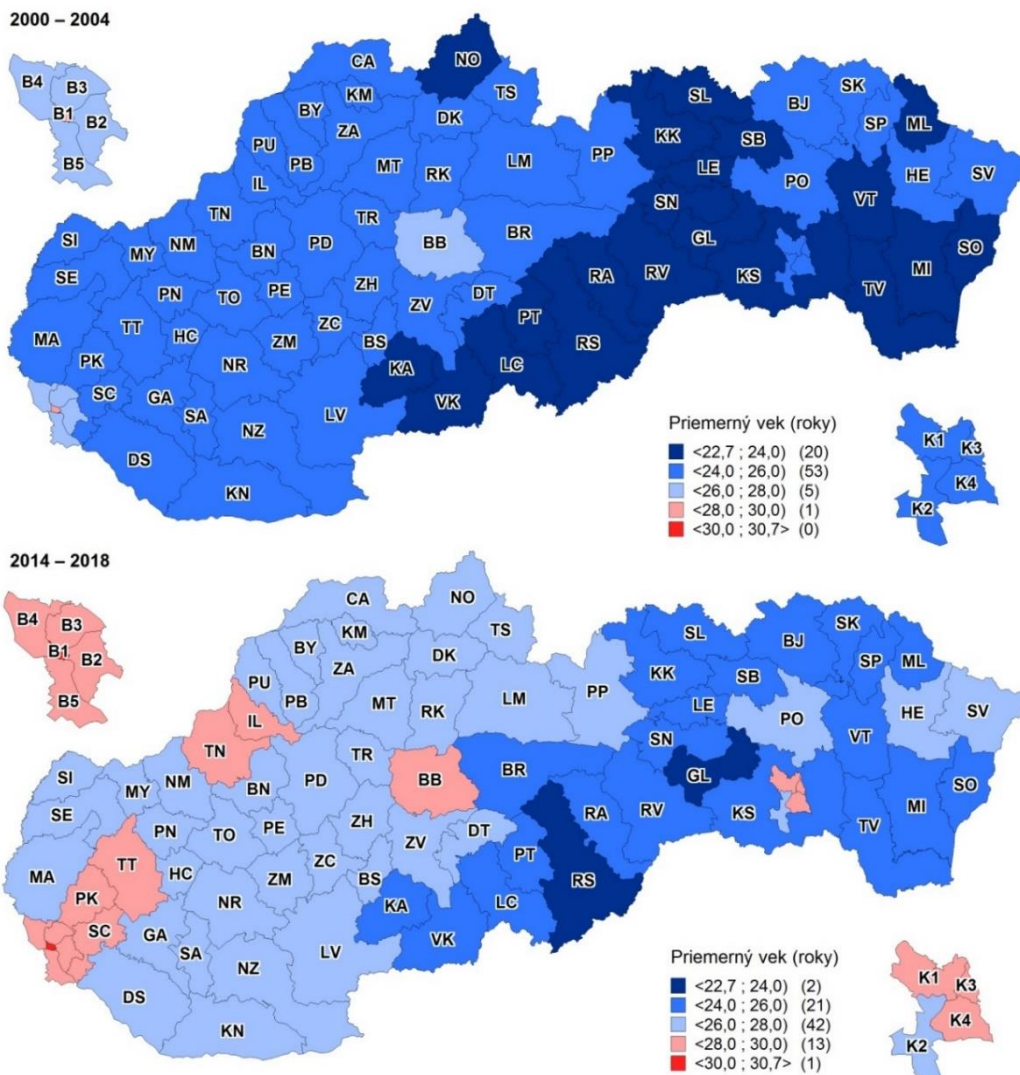 2000 – 2004
B4
B3
B1
B2
B5
CA
NO
KM
TS
BY
ZA
DK
PU
PB
MT
RK
LM
PP
IL
TN
TR
BB
BR
SI
MY
NM
BN
PD
SE
PN
TO
PE
ZH
ZV
DT
MA
TT
HC
ZM
ZC
BS
PK
NR
SC
GA
SA
NZ
LV
KA
VK
DS
KN
SL
BJ
SK
SP
ML
KK
SB
LE
PO
HE
SV
SN
VT
GL
RA
RV
KS
TV
MI
SO
PT
RS
LC
Priemerný vek (roky)
<22,7 ; 24,0) (20)
<24,0 ; 26,0) (53)
<26,0 ; 28,0) (5)
<28,0 ; 30,0) (1)
<30,0 ; 30,7> (0)
K1
K3
K4
K2
2014 – 2018
B4
B3
B1
B2
B5
CA
NO
KM
TS
BY
ZA
DK
PU
PB
MT
RK
LM
PP
IL
TN
TR
BB
BR
SI
MY
NM
BN
PD
SE
PN
TO
PE
ZH
ZV
DT
MA
TT
HC
ZM
ZC
BS
PK
NR
SC
GA
SA
NZ
LV
KA
VK
DS
KN
SL
BJ
SK
SP
ML
KK
SB
LE
PO
HE
SV
SN
VT
GL
RA
RV
KS
TV
MI
SO
PT
RS
LC
Priemerný vek (roky)
<22,7 ; 24,0) (2)
<24,0 ; 26,0) (21)
<26,0 ; 28,0) (42)
<28,0 ; 30,0) (13)
<30,0 ; 30,7> (1)
K1
K3
K4
K2